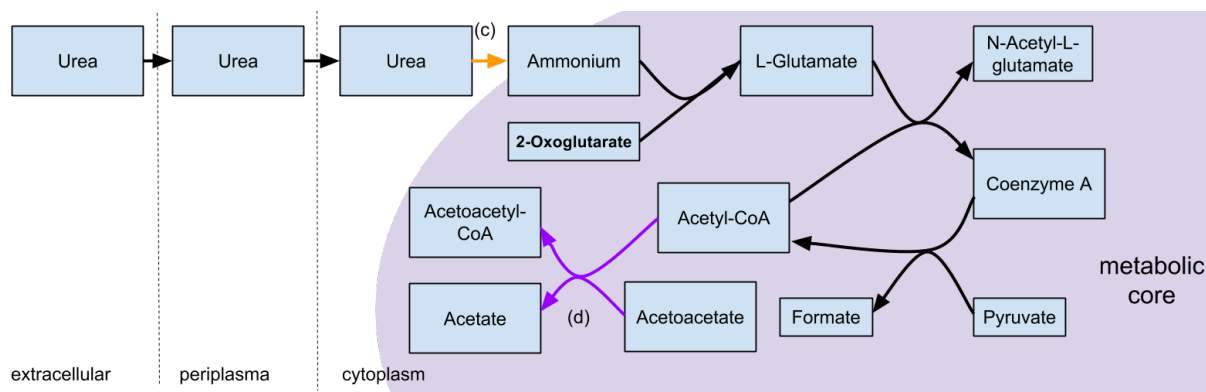 (c)
Urea
Urea
Urea
Ammonium
L-Glutamate
N-Acetyl-L-
glutamate
2-Oxoglutarate
Coenzyme A
Acetoacetyl-
CoA
Acetyl-CoA
metabolic
core
Acetate
(d)
Acetoacetate
Formate
Pyruvate
extracellular
periplasma
cytoplasm